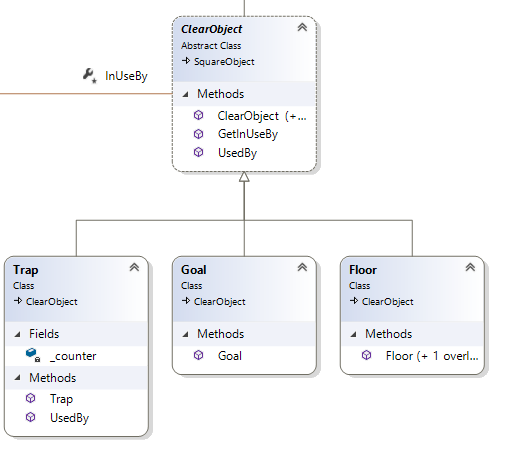 ClearObject
Abstract Class
SquareObject
InUseBy
Methods
ClearObject (+...
GetInUseBy
UsedBy
Trap
Class
ClearObject
Fields
_counter
Methods
Trap
UsedBy
Goal
Class
ClearObject
Methods
Goal
Floor
Class
ClearObject
Methods
Floor (+ 1 overl...